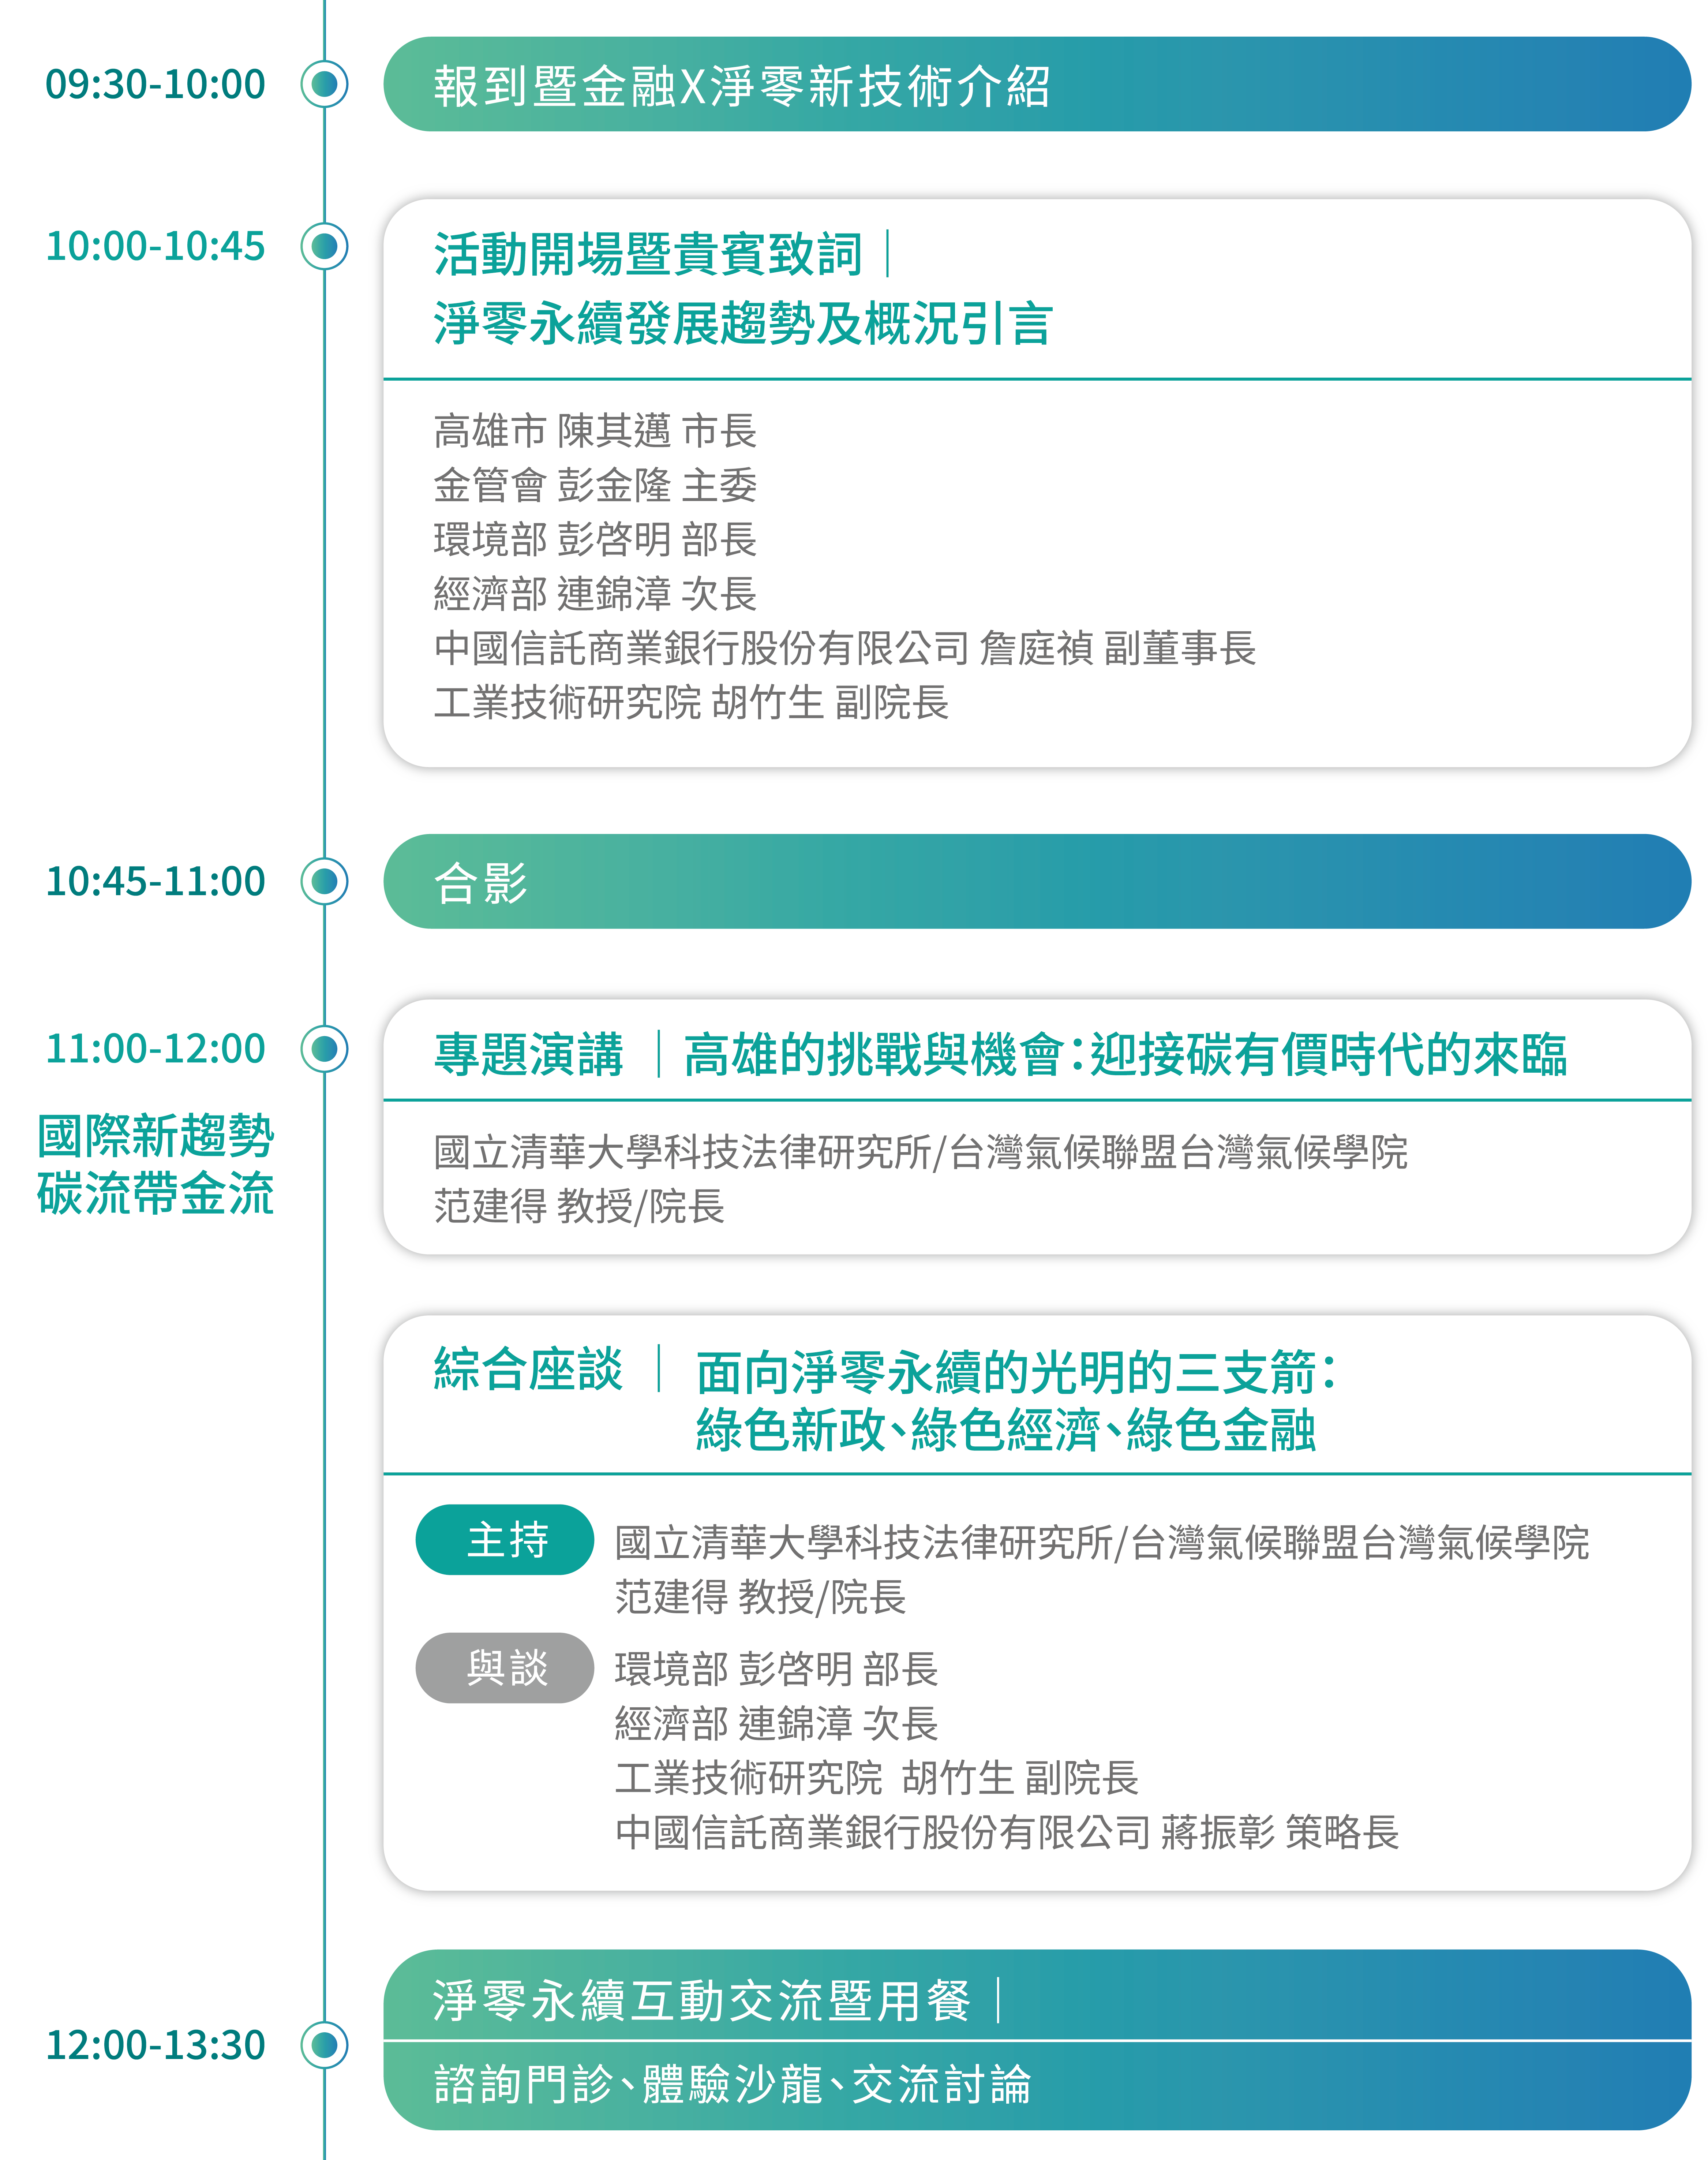 09:30-10:00
報到暨金融X淨零新技術介紹
10:00-10:45
活動開場暨貴賓致詞｜
淨零永續發展趨勢及概況引言
高雄市 陳其邁 市長
金管會 彭金隆 主委
環境部 彭啓明 部長
經濟部 連錦漳 次長
中國信託商業銀行股份有限公司 詹庭禎 副董事長
工業技術研究院 胡竹生 副院長
10:45-11:00
合影
11:00-12:00
國際新趨勢
碳流帶金流
專題演講｜高雄的挑戰與機會：迎接碳有價時代的來臨
國立清華大學科技法律研究所/台灣氣候聯盟台灣氣候學院
范建得 教授/院長
綜合座談｜面向淨零永續的光明的三支箭：
綠色新政、綠色經濟、綠色金融
主持 國立清華大學科技法律研究所/台灣氣候聯盟台灣氣候學院
范建得 教授/院長
與談 環境部 彭啓明 部長
經濟部 連錦漳 次長
工業技術研究院 胡竹生 副院長
中國信託商業銀行股份有限公司 蔣振彰 策略長
12:00-13:30
淨零永續互動交流暨用餐｜
諮詢門診、體驗沙龍、交流討論